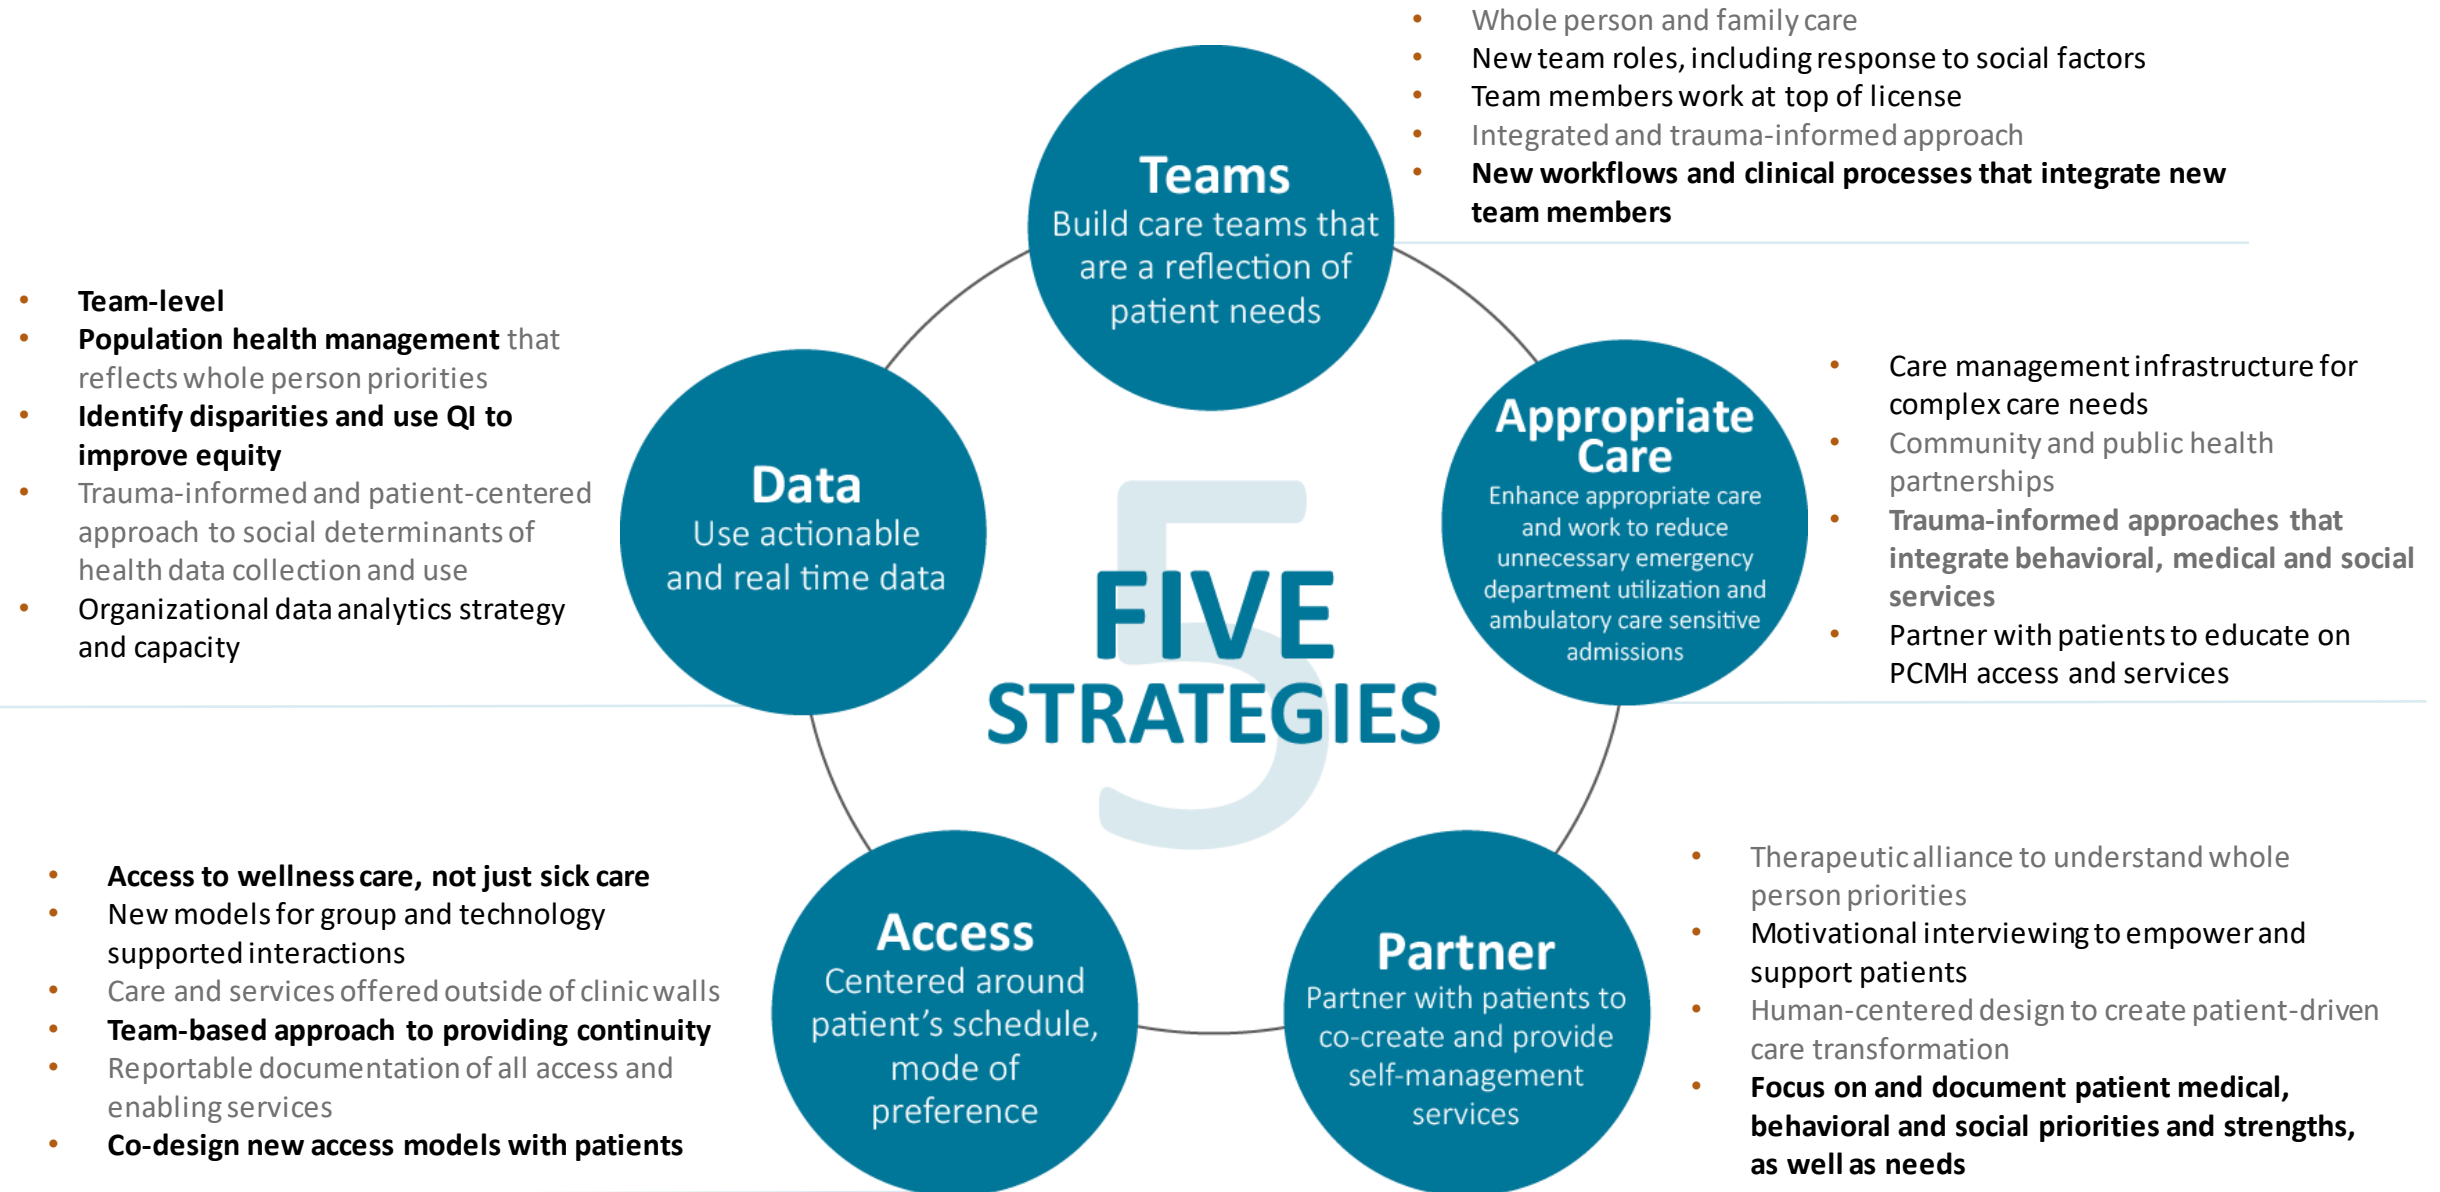 • Whole person and family care
• New team roles, including response to social factors
• Team members work at top of license
• Integrated and trauma-informed approach
• New workflows and clinical processes that integrate new
team members
Teams
Build care teams that
are a reflection of
patient needs
• Team-level
• Population health management that
reflects whole person priorities
• Identify disparities and use QI to
improve equity
• Trauma-informed and patient-centered
approach to social determinants of
health data collection and use
• Organizational data analytics strategy
and capacity
Data
Use actionable
and real time data
Appropriate
Care
Enhance appropriate care
and work to reduce
unnecessary emergency
department utilization and
ambulatory care sensitive
admissions
• Care management infrastructure for
complex care needs
• Community and public health
partnerships
• Trauma-informed approaches that
integrate behavioral, medical and social
services
• Partner with patients to educate on
PCMH access and services
5
FIVE
STRATEGIES
• Access to wellness care, not just sick care
• New models for group and technology
supported interactions
• Care and services offered outside of clinic walls
• Team-based approach to providing continuity
• Reportable documentation of all access and
enabling services
• Co-design new access models with patients
Access
Centered around
patient’s schedule,
mode of
preference
Partner
Partner with patients to
co-create and provide
self-management
services
• Therapeutic alliance to understand whole
person priorities
• Motivational interviewing to empower and
support patients
• Human-centered design to create patient-driven
care transformation
• Focus on and document patient medical,
behavioral and social priorities and strengths,
as well as needs